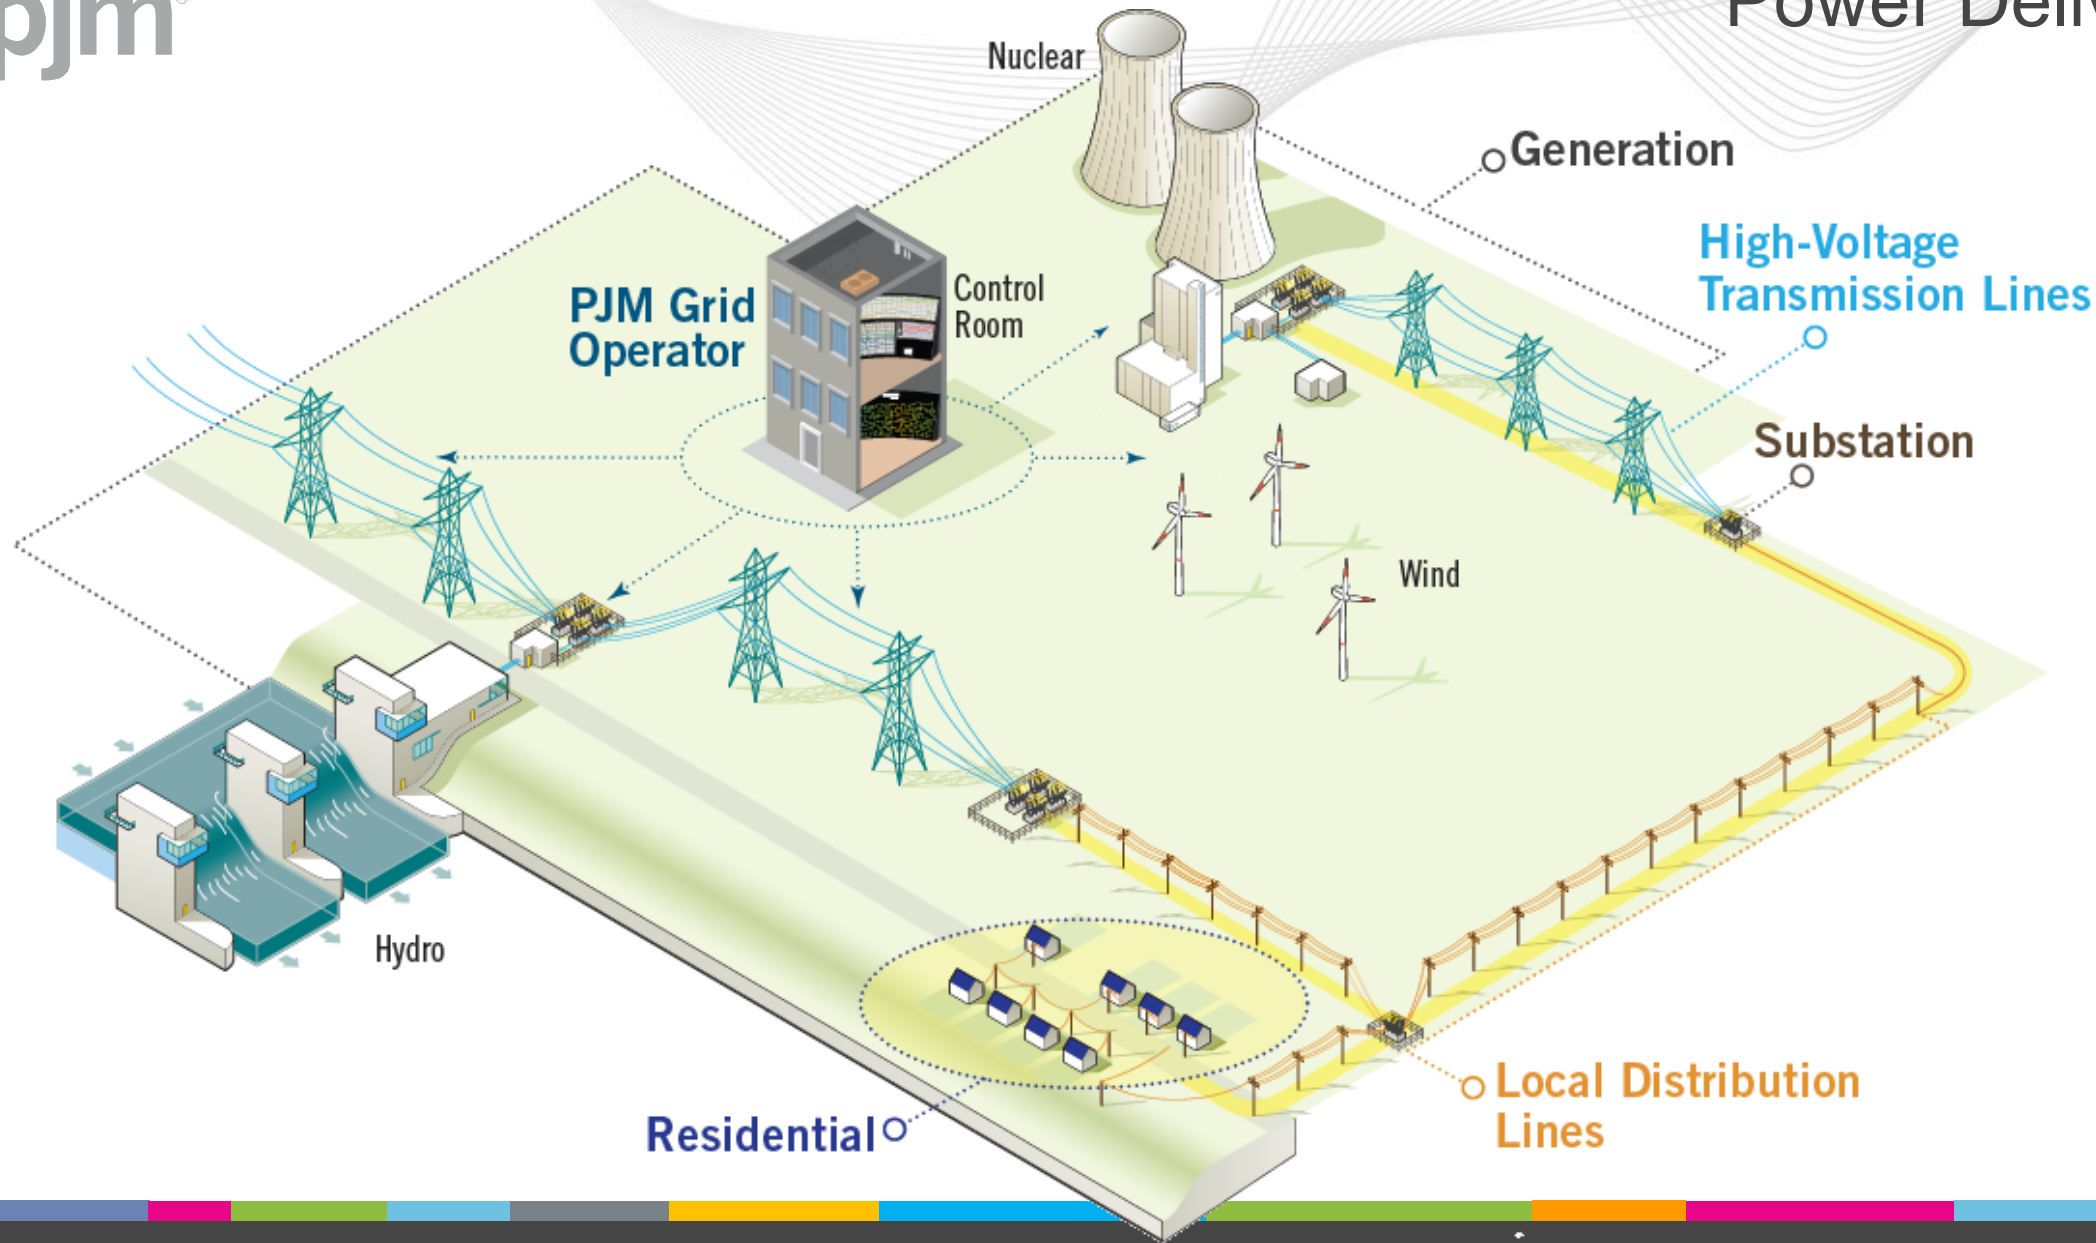 pjm
Power
Nuclear
Generation
High-Voltage
Transmission Lines
PJM Grid
Operator
Control
Room
Substation
Wind
Hydro
Local Distribution
Lines
Residential